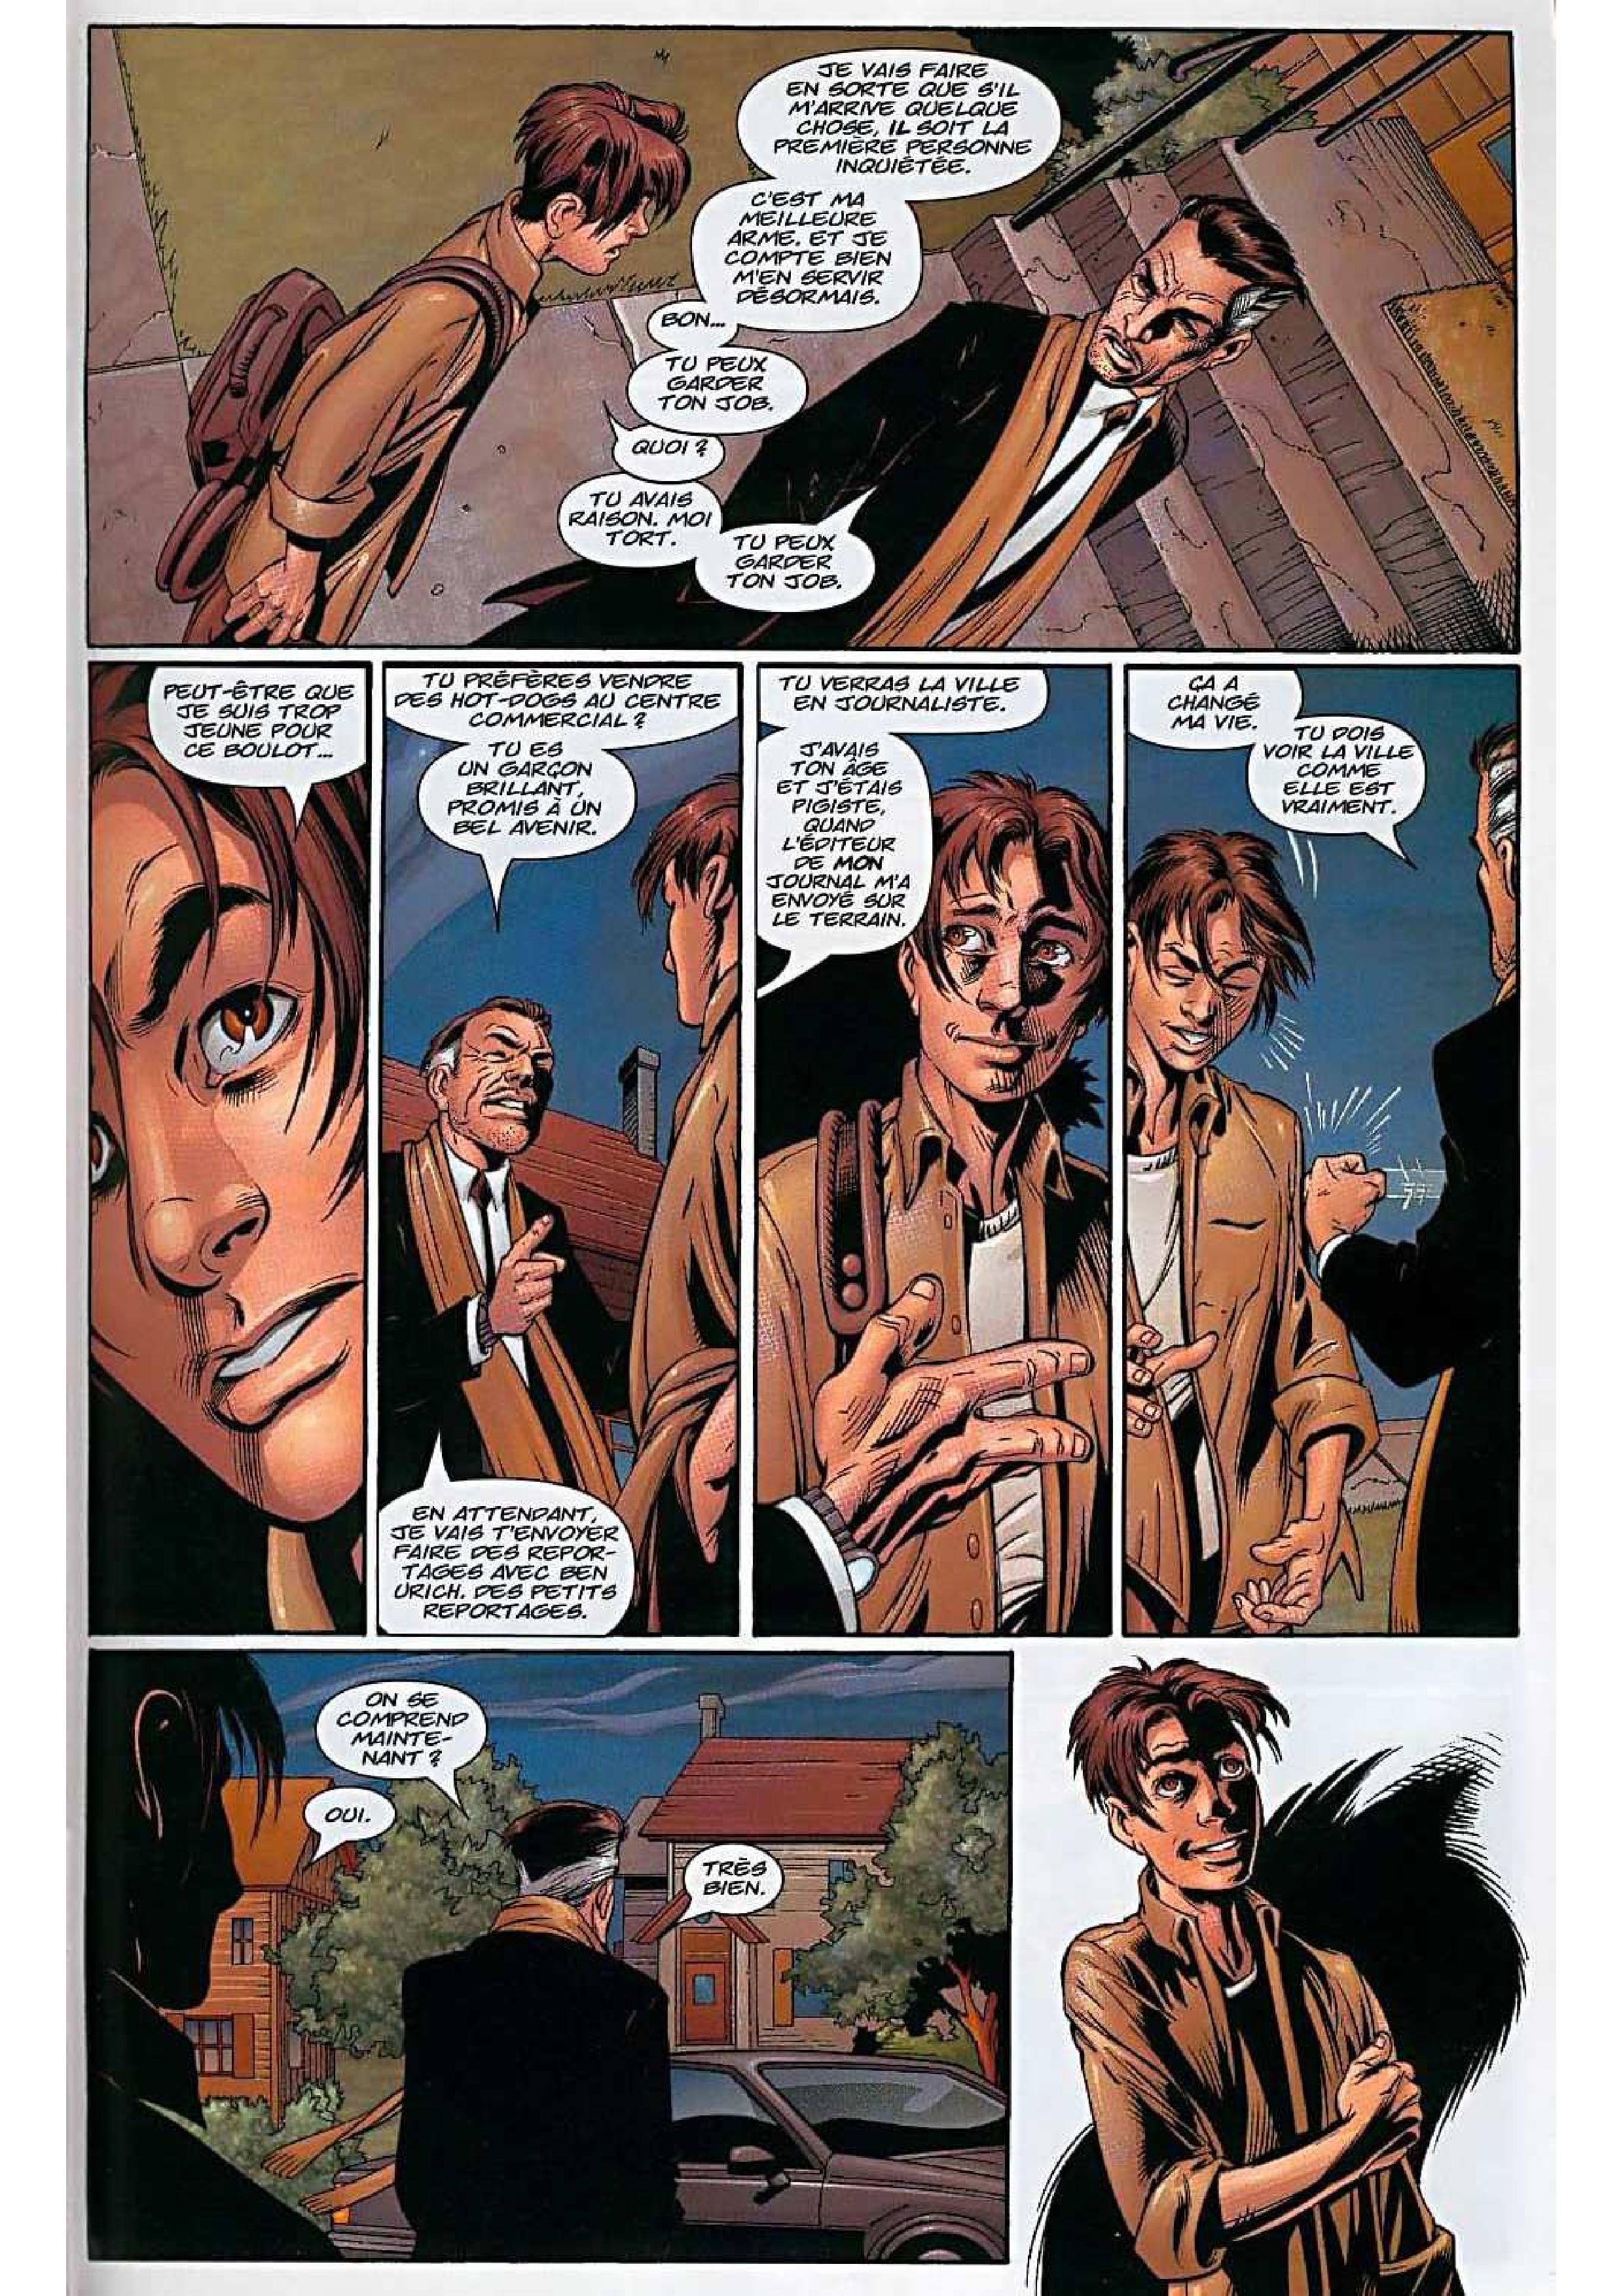 JE VAIS FAIRE
EN SORTE QUE S'IL
M'ARRIVE QUELQUE
CHOSE, IL SOIT LA
PREMIÈRE PERSONNE
INQUIÉTÉE.
C'EST MA
MEILLEURE
ARME. ET JE
COMPTE BIEN
M'EN SERVIR
DÉSORMAIS.
BON...
TU PEUX
GARDER
TON JOB.
QUOI ?
TU AVAIS
RAISON. MOI
TORT.
TU PEUX
GARDER
TON JOB.
PEUT-ÊTRE QUE
JE SUIS TROP
JEUNE POUR
CE BOULOT...
TU PRÉFÈRES VENDRE
DES HOT-DOGS AU CENTRE
COMMERCIAL ?
TU ES
UN GARÇON
BRILLANT,
PROMIS À UN
BEL AVENIR.
EN ATTENDANT,
JE VAIS T'ENVOYER
FAIRE DES REPOR-
TAGES AVEC BEN
URICH. DES PETITS
REPORTAGES.
TU VERRAS LA VILLE
EN JOURNALISTE.
J'AVAIS
TON ÂGE
ET J'ÉTAIS
PIGISTE,
QUAND
L'ÉDITEUR
DE MON
JOURNAL M'A
ENVOYÉ SUR
LE TERRAIN.
ÇA A
CHANGÉ
MA VIE.
TU DOIS
VOIR LA VILLE
COMME
ELLE EST
VRAIMENT.
ON SE
COMPREND
MAINTE-
NANT ?
OUI.
TRÈS
BIEN.